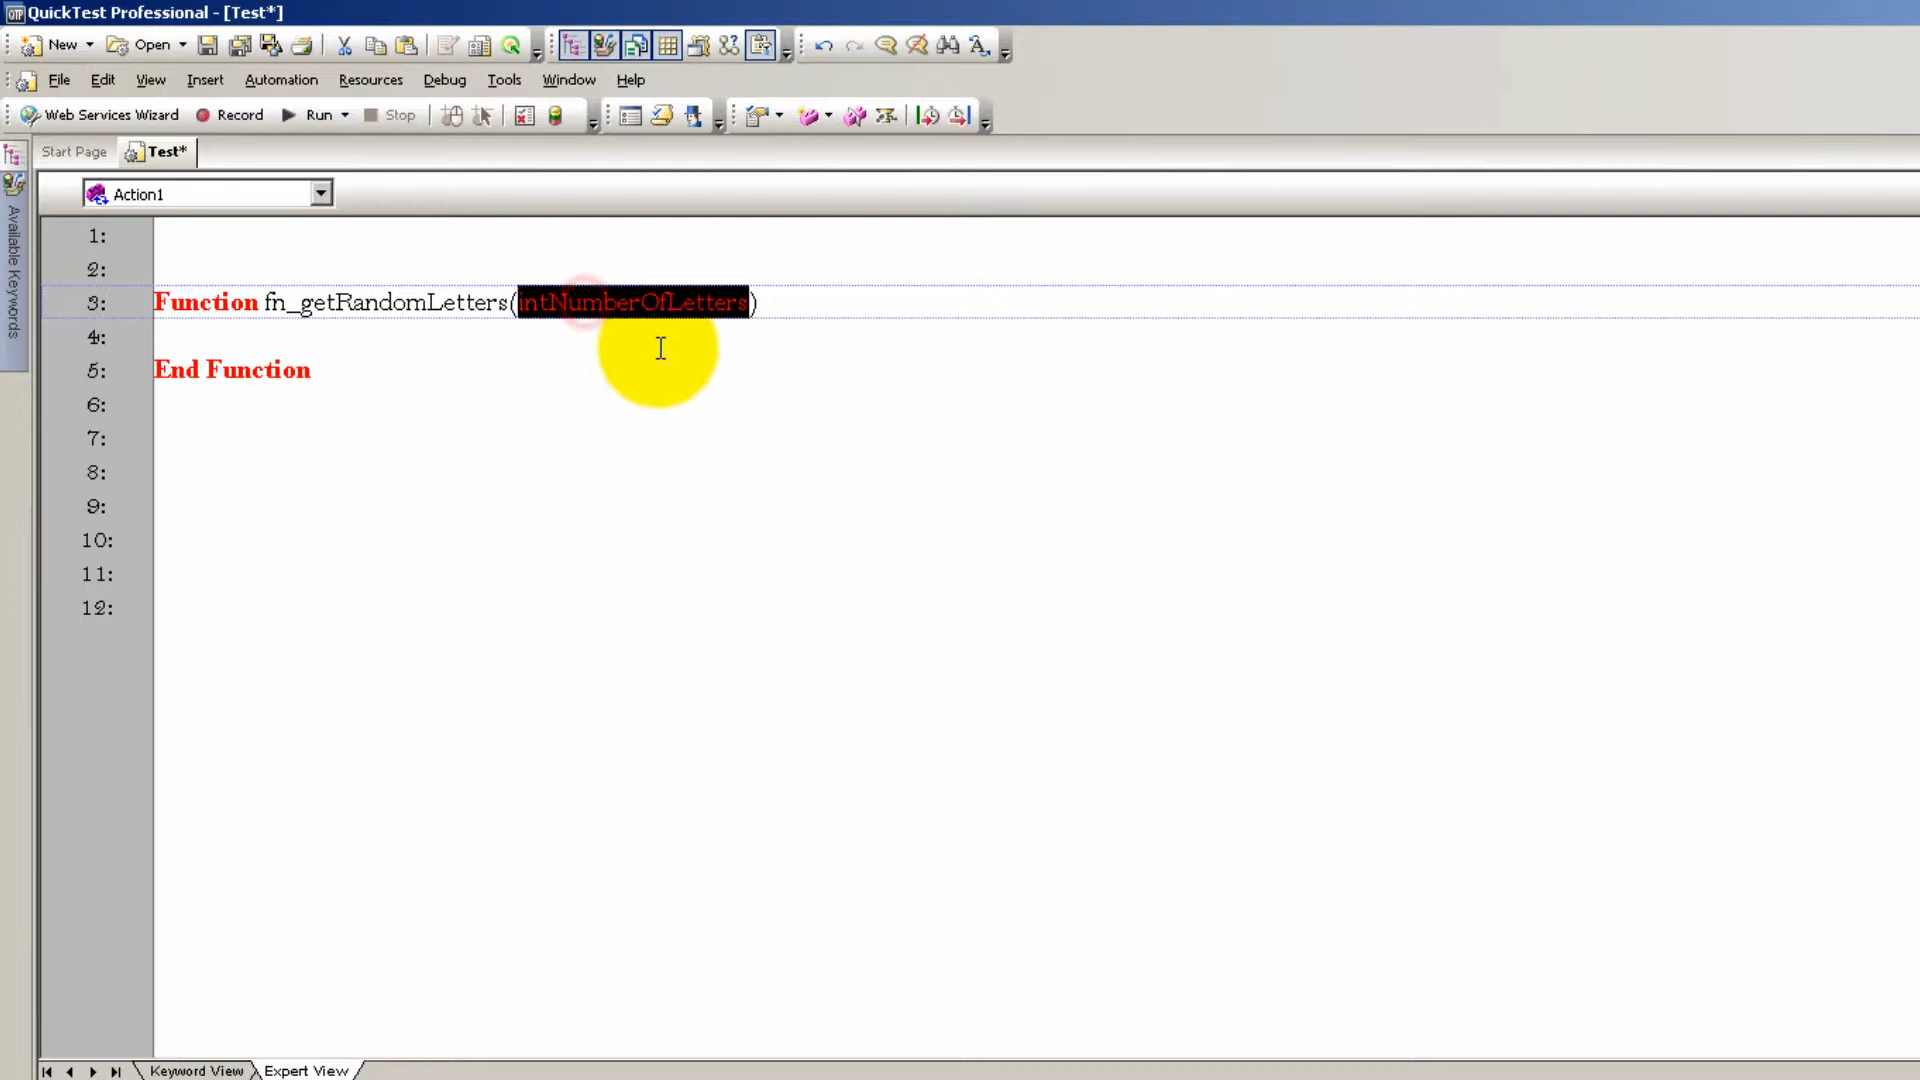 QuickTest Professional - [Test*]
New Open
File Edit View Insert Automation Resources Debug Tools Window Help
Web Services Wizard Record Run Stop
Start Page Test*
Action1
Available Keywords
1:
2:
3: Function fn_getRandomLetters(intNumberOfLetters)
4:
5: End Function
6:
7:
8:
9:
10:
11:
12:
Keyword View Expert View